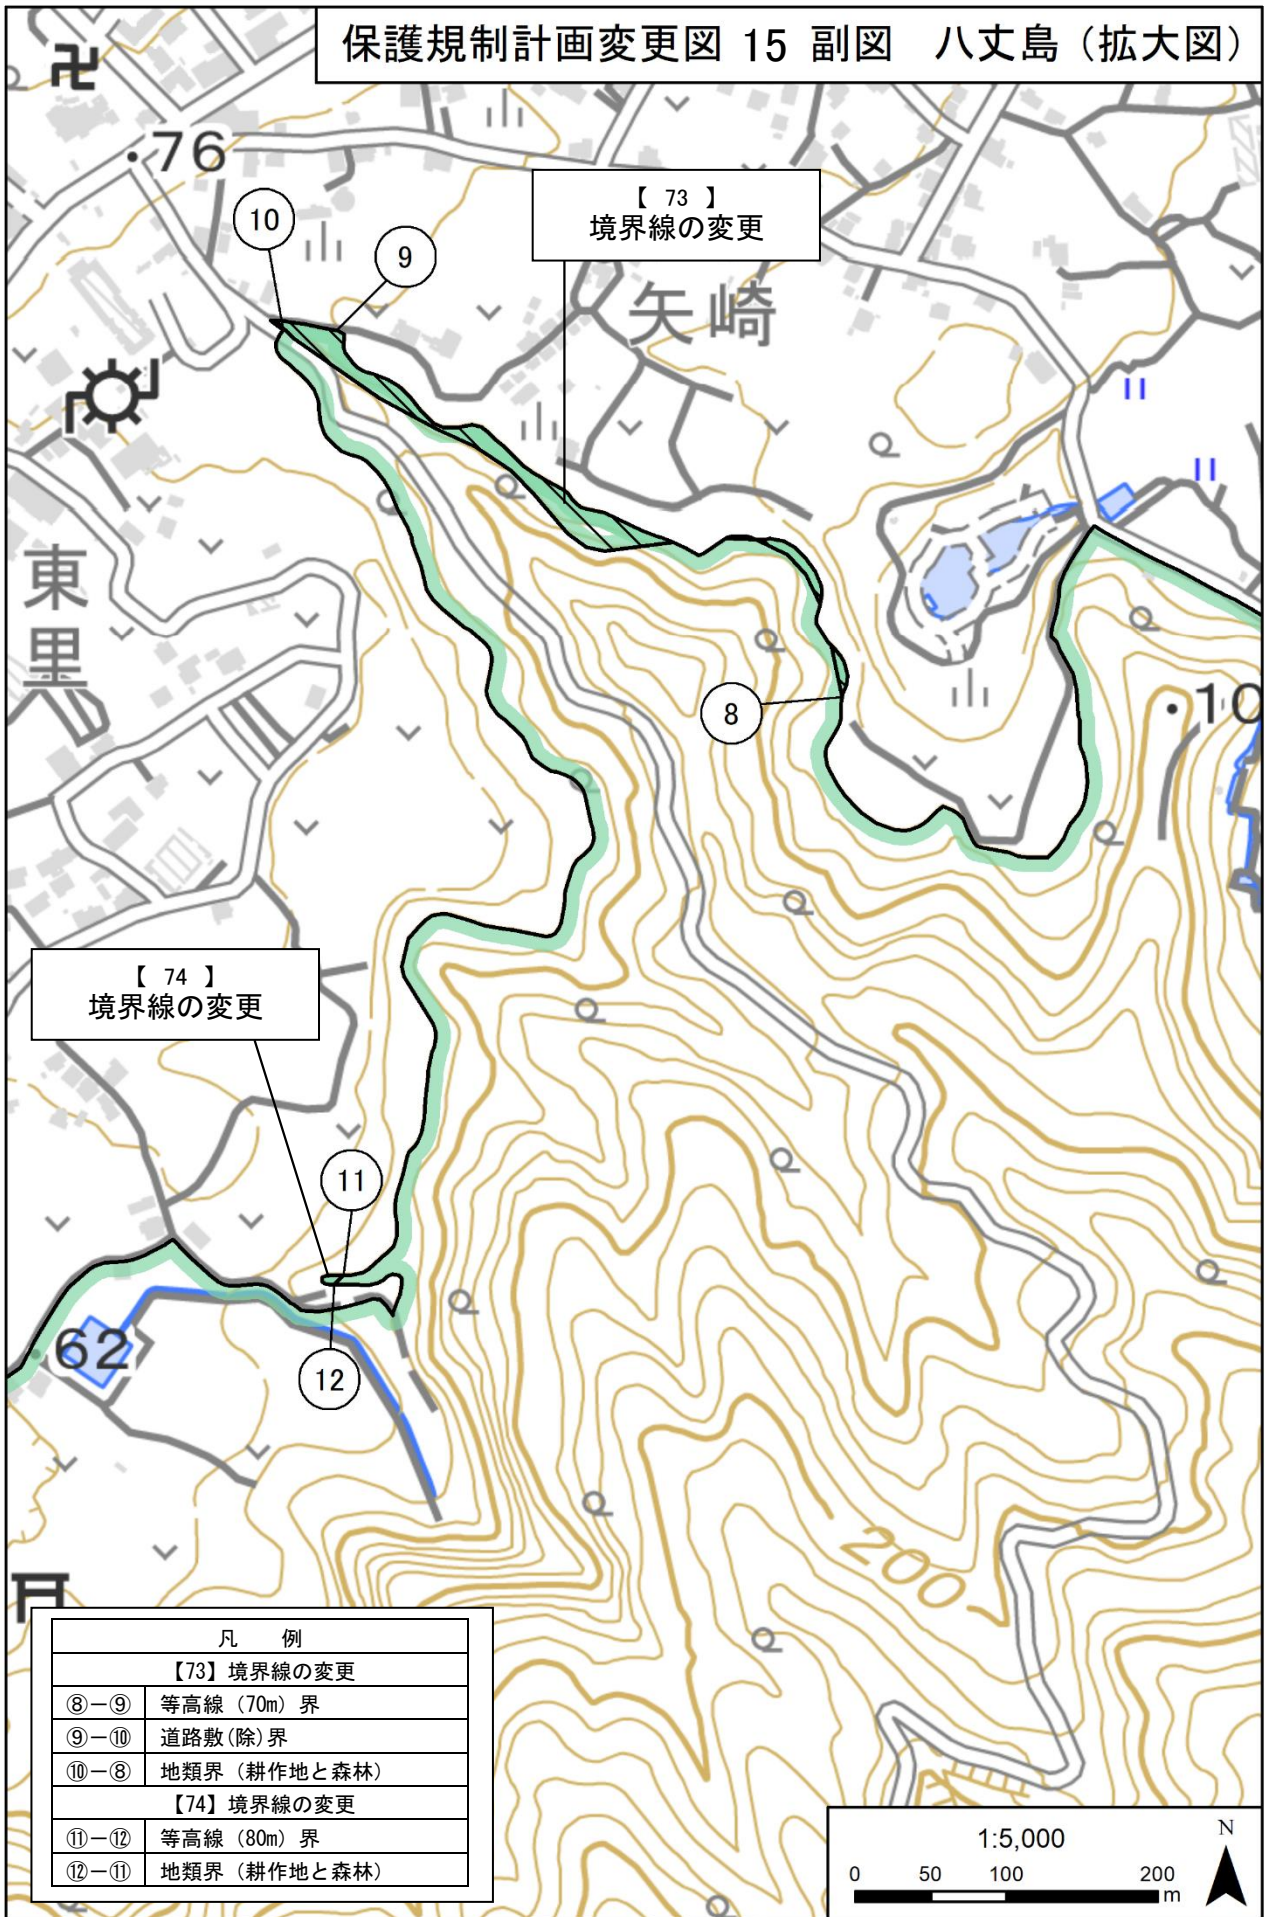 保護規制計画変更図 15 副図　八丈島（拡大図）
76
10
9
【 73 】
境界線の変更
矢崎
東里
8
10
【 74 】
境界線の変更
11
12
62
200
凡　例
【73】境界線の変更
⑧－⑨ 等高線（70m）界
⑨－⑩ 道路敷(除)界
⑩－⑧ 地類界（耕作地と森林）
【74】境界線の変更
⑪－⑫ 等高線（80m）界
⑫－⑪ 地類界（耕作地と森林）
1:5,000
N
0 50 100 200
m